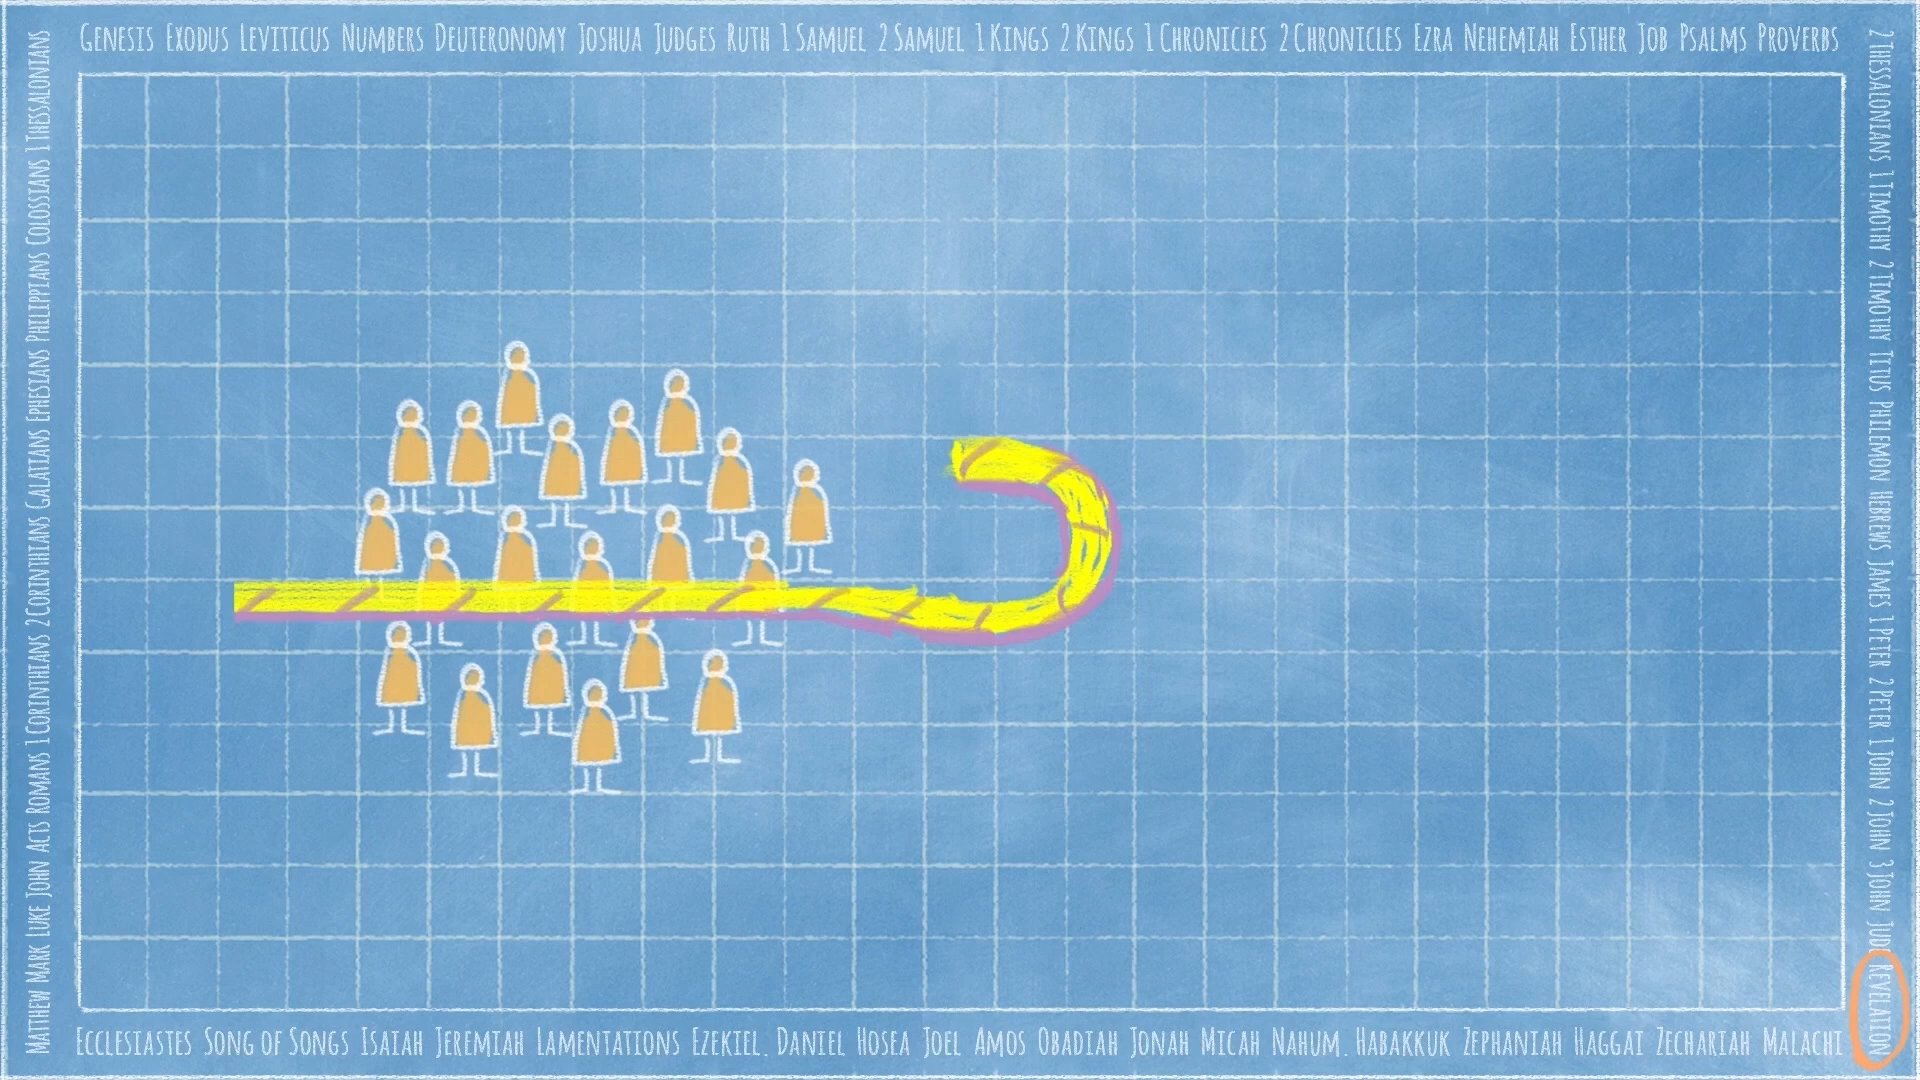 Genesis Exodus Leviticus Numbers Deuteronomy Joshua Judges Ruth 1 Samuel 2 Samuel 1 Kings 2 Kings 1 Chronicles 2 Chronicles Ezra Nehemiah Esther Job Psalms Proverbs
Ecclesiastes Song of Songs Isaiah Jeremiah Lamentations Ezekiel. Daniel Hosea Joel Amos Obadiah Jonah Micah Nahum. Habakkuk Zephaniah Haggai Zechariah Malachi
Matthew Mark Luke John Acts Romans 1 Corinthians 2 Corinthians Galatians Ephesians Philippians Colossians 1 Thessalonians
2 Thessalonians 1 Timothy 2 Timothy Titus Philemon Hebrews James 1 Peter 2 Peter 1 John 2 John 3 John Jude Revelation